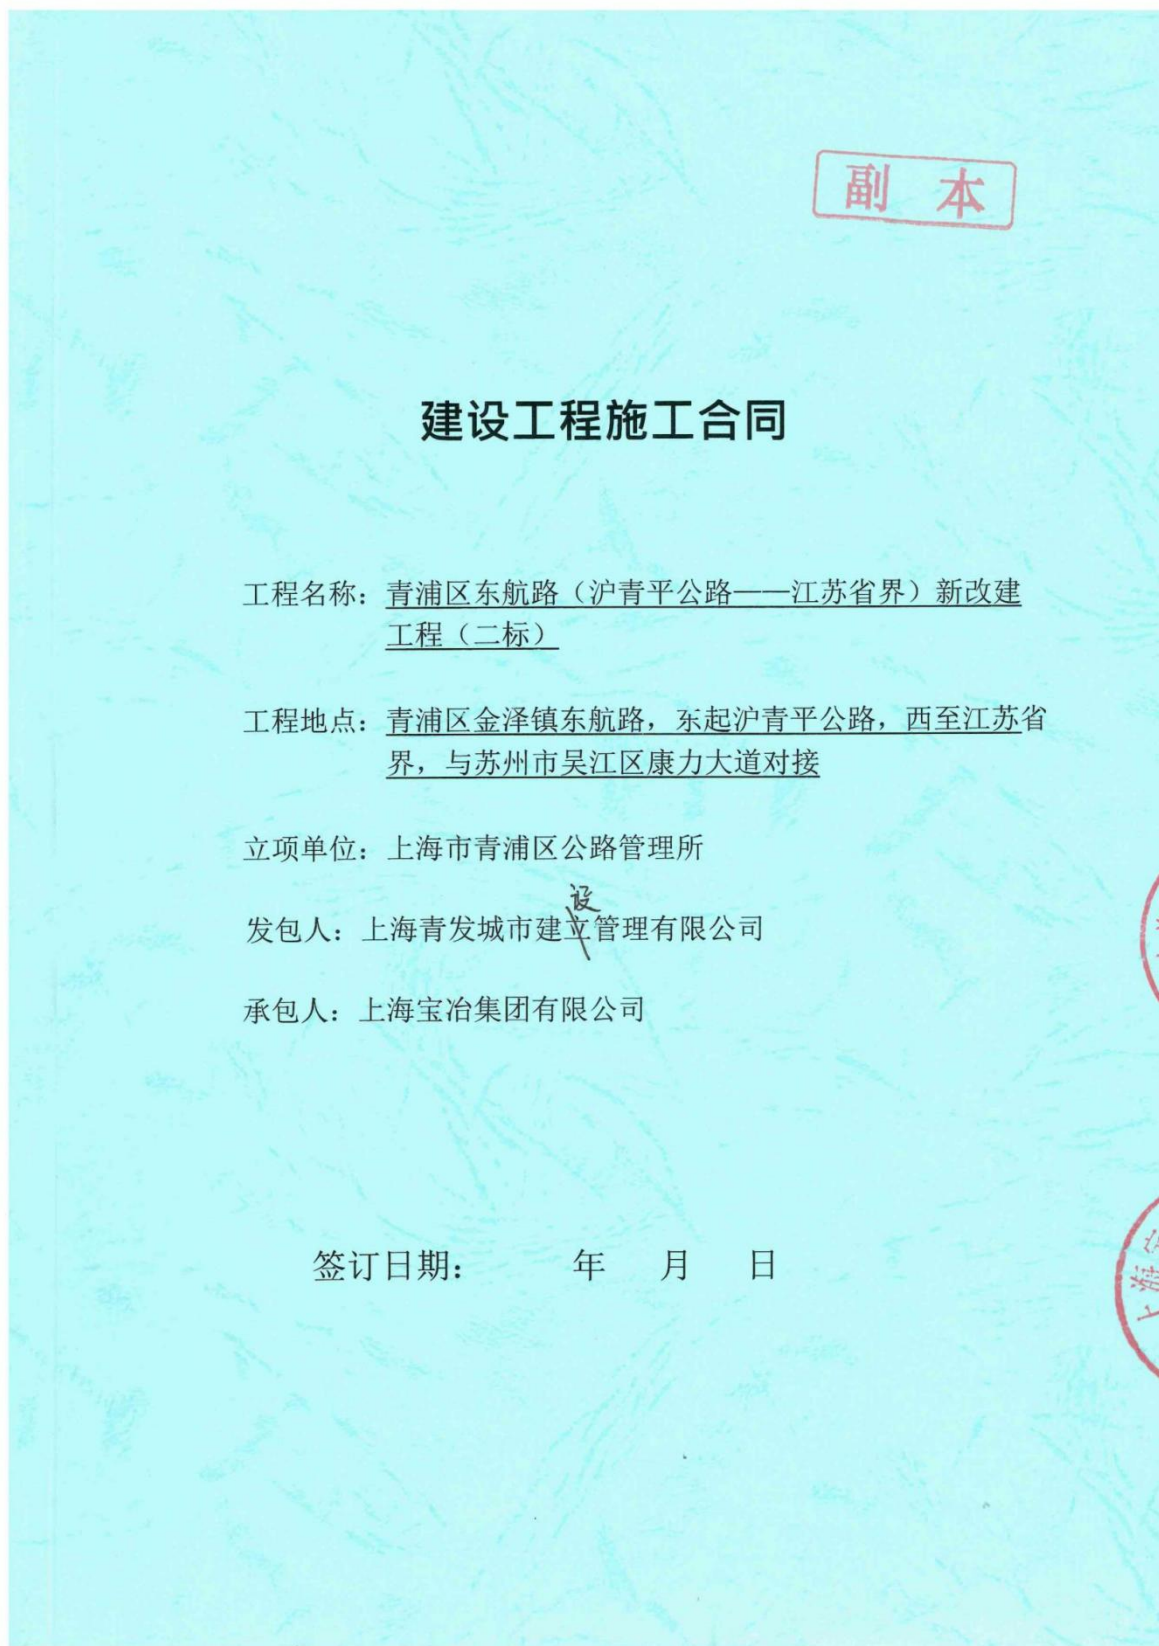 副 本
建设工程施工合同
工程名称：青浦区东航路（沪青平公路——江苏省界）新改建
工程（二标）
工程地点：青浦区金泽镇东航路，东起沪青平公路，西至江苏省
界，与苏州市吴江区康力大道对接
立项单位：上海市青浦区公路管理所
设
发包人：上海青发城市建立管理有限公司
承包人：上海宝冶集团有限公司
签订日期： 年 月 日
上海